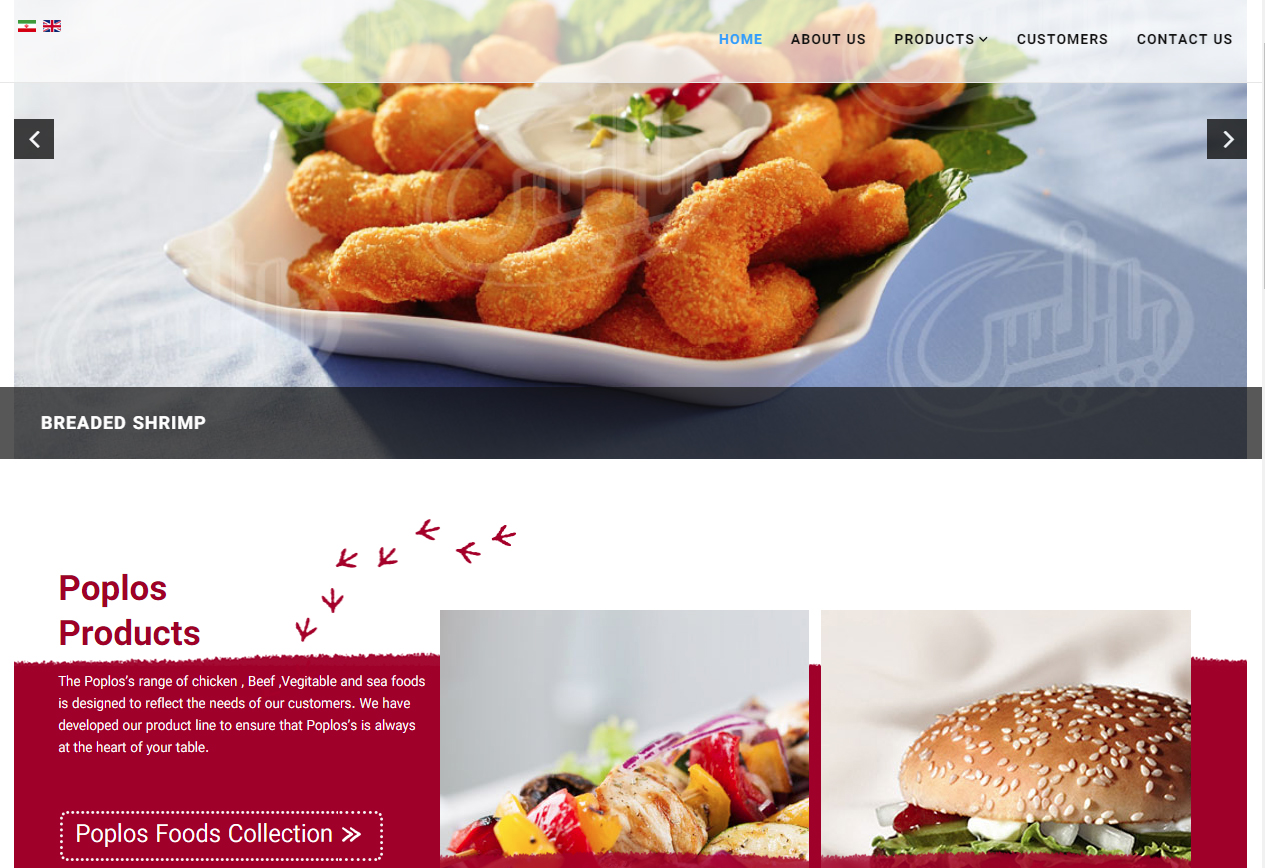 HOME ABOUT US PRODUCTS CUSTOMERS CONTACT US
BREADED SHRIMP
Poplos
Products
The Poplos's range of chicken , Beef ,Vegitable and sea foods
is designed to reflect the needs of our customers. We have
developed our product line to ensure that Poplos's is always
at the heart of your table.
Poplos Foods Collection